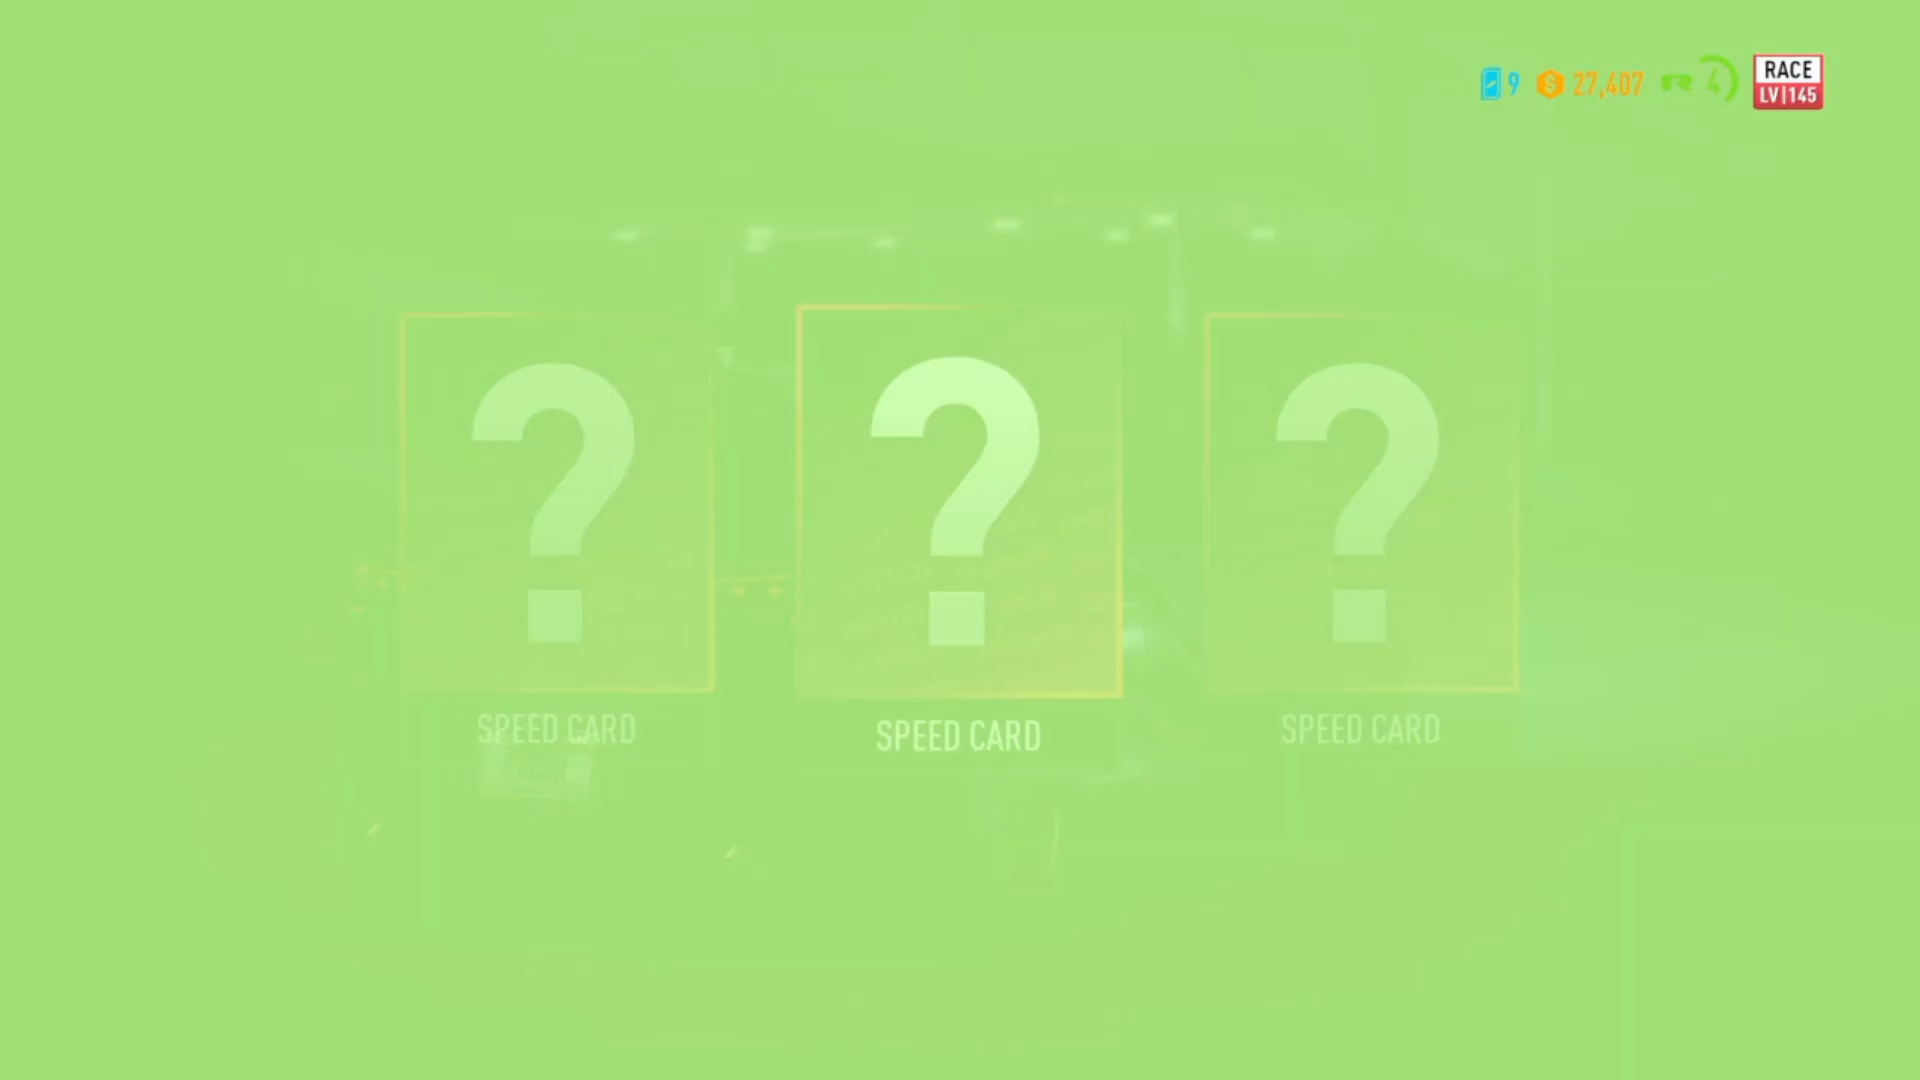 9
27,407
4
RACE
LV|145
?
?
?
SPEED CARD
SPEED CARD
SPEED CARD